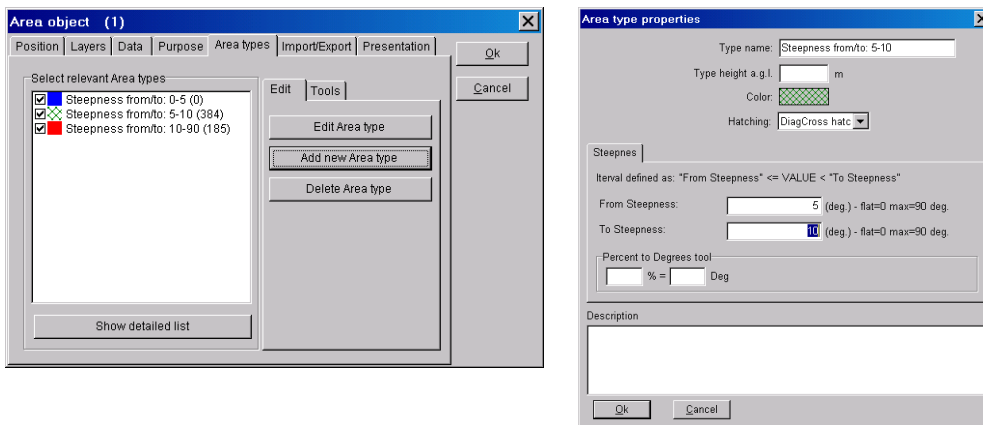 Area object (1)
Position Layers Data Purpose Area types Import/Export Presentation
Ok
Cancel
Select relevant Area types
Steepness from/to: 0-5 (0)
Steepness from/to: 5-10 (384)
Steepness from/to: 10-90 (185)
Show detailed list
Edit Tools
Edit Area type
Add new Area type
Delete Area type
Area type properties
Type name: Steepness from/to: 5-10
Type height a.g.l. m
Color:
Hatching: DiagCross hatc
Steepnes
Iterval defined as: "From Steepness" <= VALUE < "To Steepness"
From Steepness: 5 (deg.) - flat=0 max=90 deg.
To Steepness: 10 (deg.) - flat=0 max=90 deg.
Percent to Degrees tool
% = Deg
Description
Ok Cancel